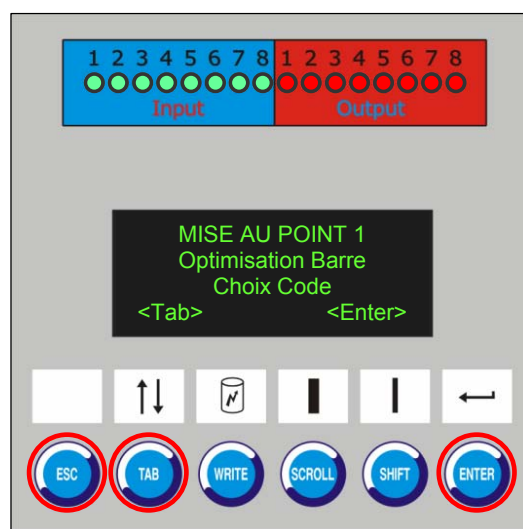 1 2 3 4 5 6 7 8 1 2 3 4 5 6 7 8
Input Output
MISE AU POINT 1
Optimisation Barre
Choix Code
<Tab> <Enter>
ESC TAB WRITE SCROLL SHIFT ENTER